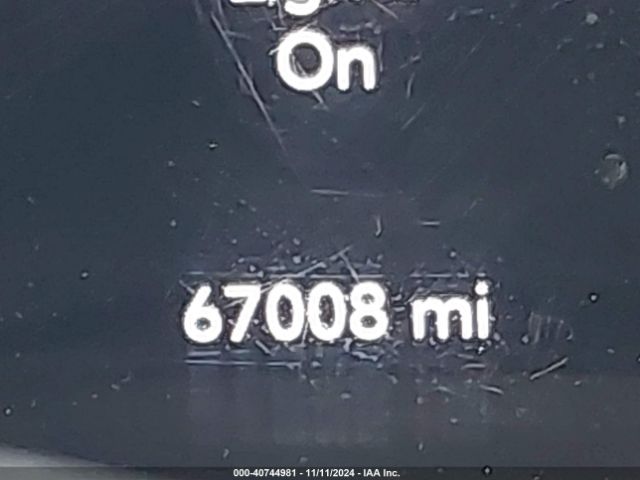 On
67008 mi
000-40744981 - 11/11/2024 - IAA Inc.